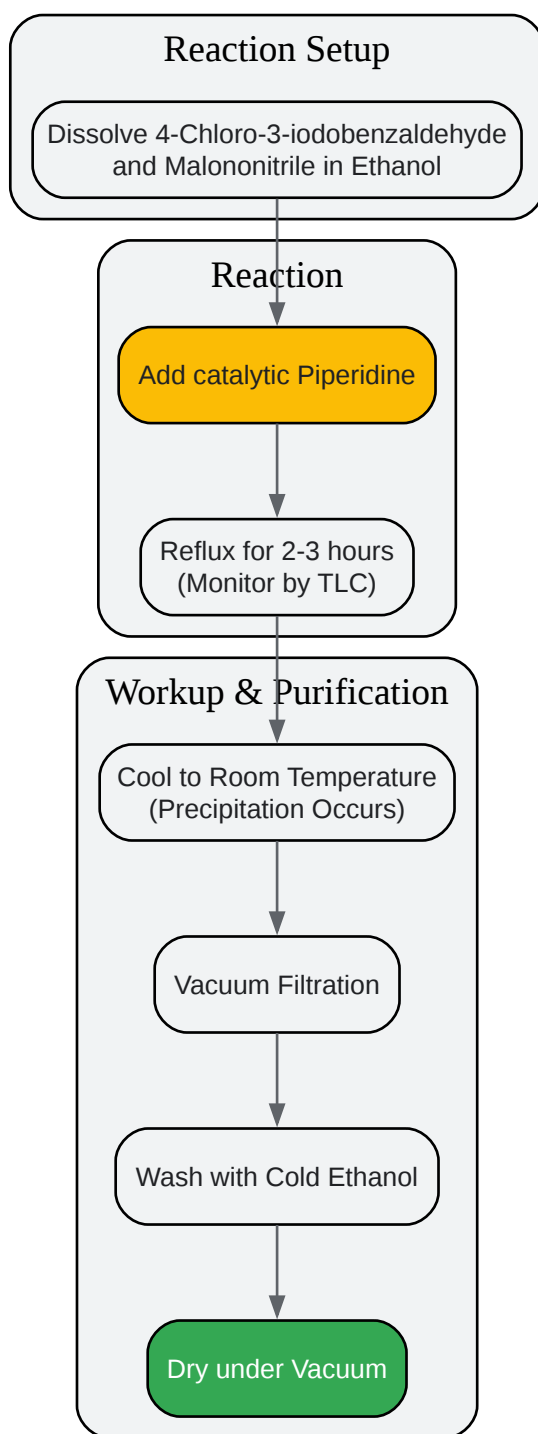 Reaction Setup
Dissolve 4-Chloro-3-iodobenzaldehyde
and Malononitrile in Ethanol
Reaction
Add catalytic Piperidine
Reflux for 2-3 hours
(Monitor by TLC)
Workup & Purification
Cool to Room Temperature
(Precipitation Occurs)
Vacuum Filtration
Wash with Cold Ethanol
Dry under Vacuum